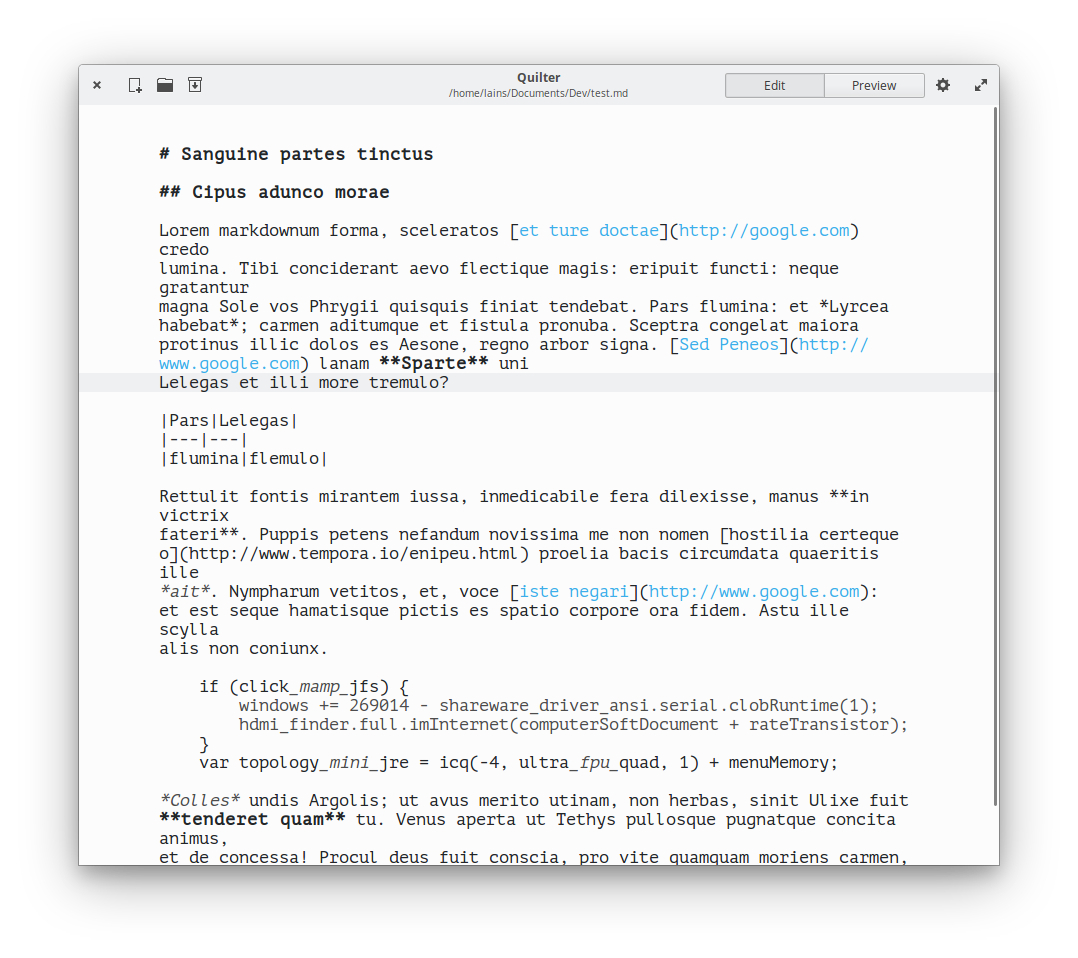 Quilter
/home/lains/Documents/Dev/test.md
Edit
Preview
# Sanguine partes tinctus
## Cipus adunco morae
Lorem markdownum forma, sceleratos [et ture doctae](http://google.com)
credo
lumina. Tibi conciderant aevo flectique magis: eripuit functi: neque
gratantur
magna Sole vos Phrygii quisquis finiat tendebat. Pars flumina: et *Lyrcea
habebat*; carmen aditumque et fistula pronuba. Sceptra congelat maiora
protinus illic dolos es Aesone, regno arbor signa. [Sed Peneos](http://
www.google.com) lanam **Sparte** uni
Lelegas et illi more tremulo?
|Pars|Lelegas|
|---|---|
|flumina|flemulo|
Rettulit fontis mirantem iussa, inmedicabile fera dilexisse, manus **in
victrix
fateri**. Puppis petens nefandum novissima me non nomen [hostilia certeque
o](http://www.tempora.io/enipeu.html) proelia bacis circumdata quaeritis
ille
*ait*. Nympharum vetitos, et, voce [iste negari](http://www.google.com):
et est seque hamatisque pictis es spatio corpore ora fidem. Astu ille
scylla
alis non coniunx.
if (click_mamp_jfs) {
windows += 269014 - shareware_driver_ansi.serial.clobRuntime(1);
hdmi_finder.full.imInternet(computerSoftDocument + rateTransistor);
}
var topology_mini_jre = icq(-4, ultra_fpu_quad, 1) + menuMemory;
*Colles* undis Argolis; ut avus merito utinam, non herbas, sinit Ulixe fuit
**tenderet quam** tu. Venus aperta ut Tethys pullosque pugnatque concita
animus,
et de concessa! Procul deus fuit conscia, pro vite quamquam moriens carmen,